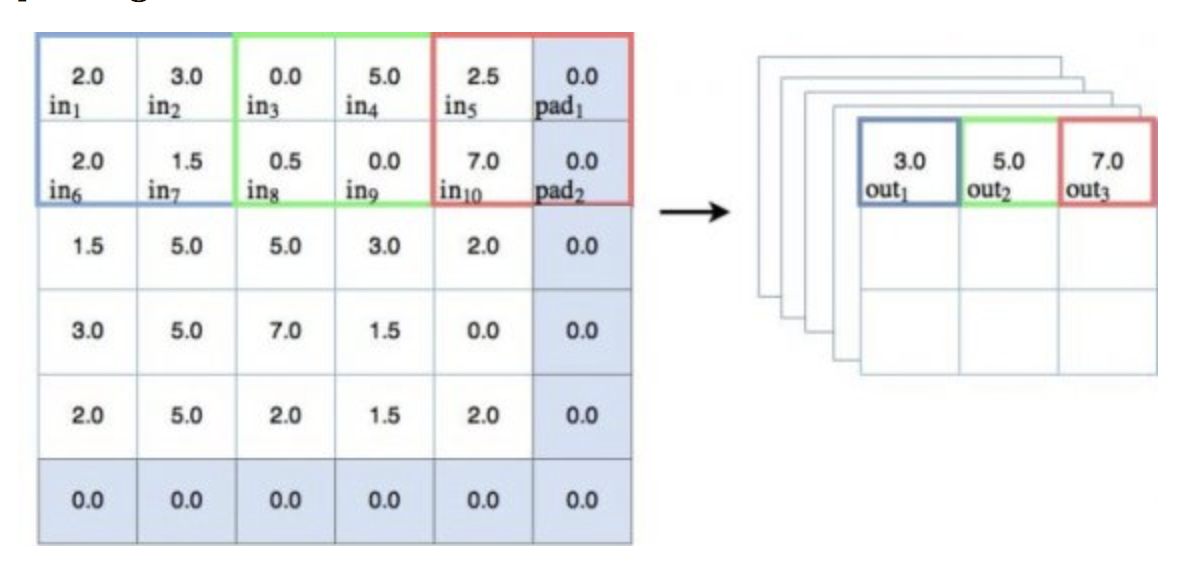 2.0 3.0 0.0 5.0 2.5 0.0
in1 in2 in3 in4 in5 pad1
2.0 1.5 0.5 0.0 7.0 0.0
in6 in7 in8 in9 in10 pad2
1.5 5.0 5.0 3.0 2.0 0.0
3.0 5.0 7.0 1.5 0.0 0.0
2.0 5.0 2.0 1.5 2.0 0.0
0.0 0.0 0.0 0.0 0.0 0.0
3.0 5.0 7.0
out1 out2 out3